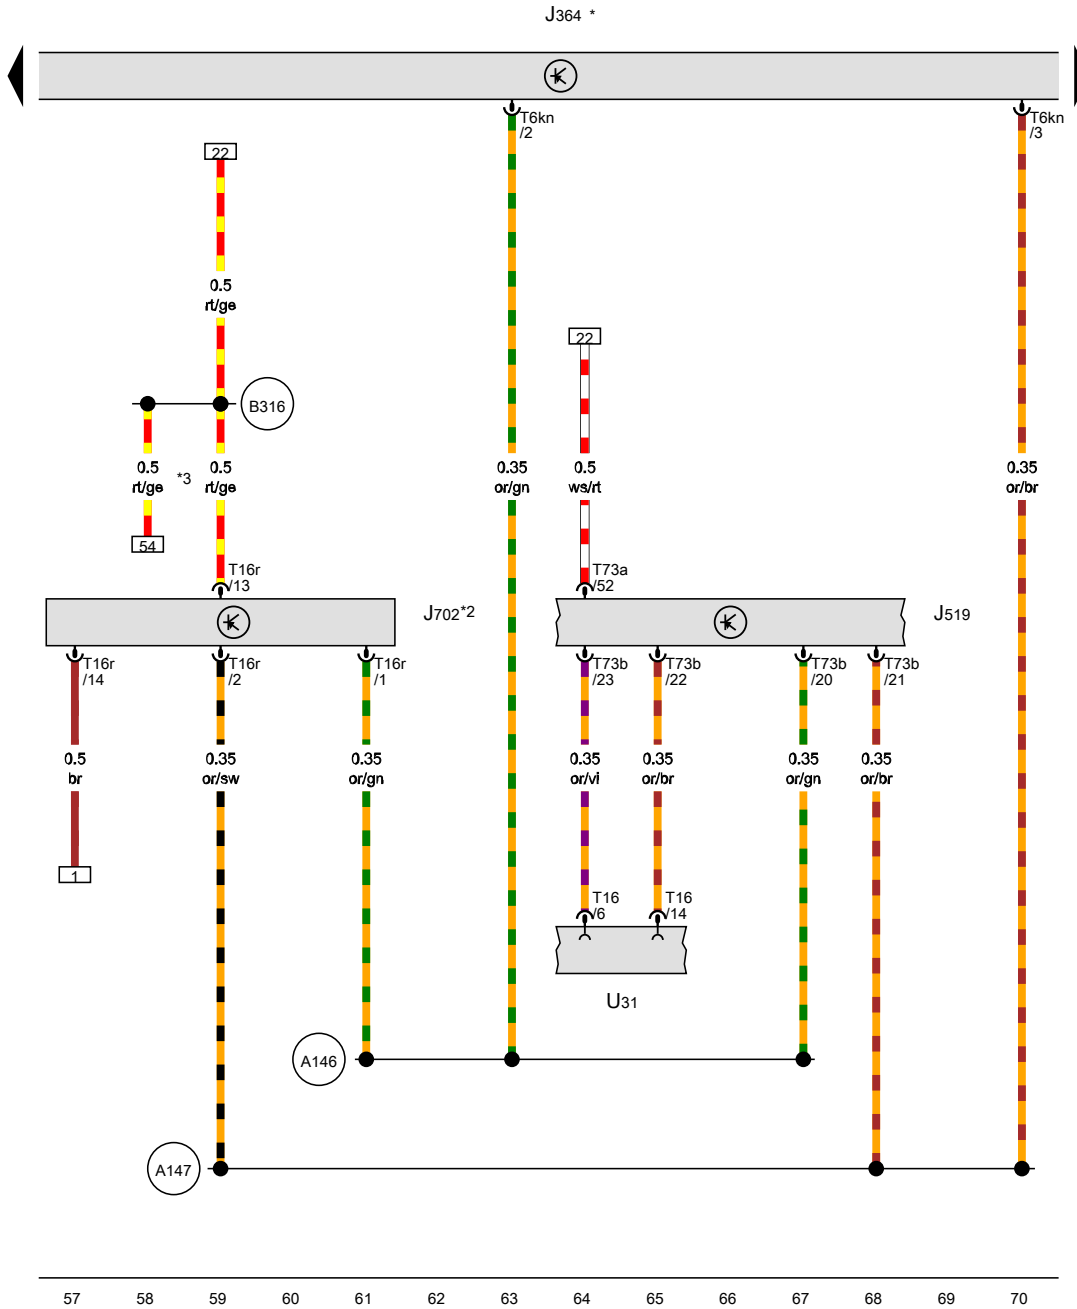 J364 *
T6kn
/2
T6kn
/3
22
0.5
rt/ge
22
B316
0.5
rt/ge
*3
0.5
rt/ge
0.35
or/gn
0.5
ws/rt
0.35
or/br
54
T16r
/13
T73a
/52
J702*2
J519
T16r
/14
T16r
/2
T16r
/1
T73b
/23
T73b
/22
T73b
/20
T73b
/21
0.5
br
0.35
or/sw
0.35
or/gn
0.35
or/vi
0.35
or/br
0.35
or/gn
0.35
or/br
1
T16
/6
T16
/14
U31
A146
A147
57 58 59 60 61 62 63 64 65 66 67 68 69 70